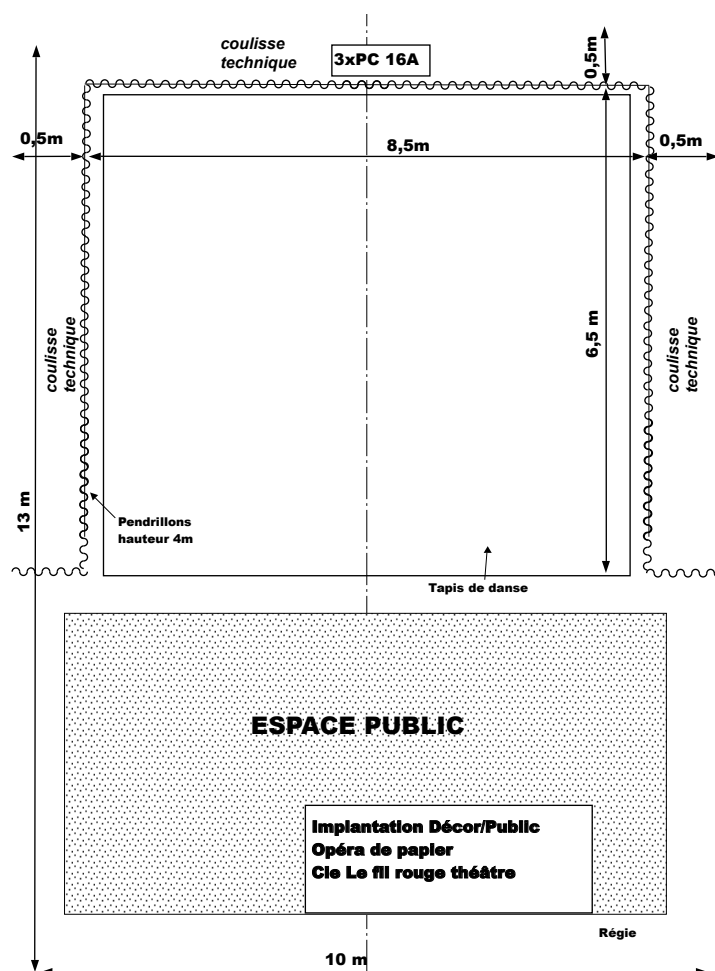 coulisse
technique
3xPC 16A
0,5m
0,5m
8,5m
0,5m
coulisse
technique
6,5 m
coulisse
technique
13 m
Pendrillons
hauteur 4m
Tapis de danse
ESPACE PUBLIC
Implantation Décor/Public
Opéra de papier
Cie Le fil rouge théâtre
Régie
10 m